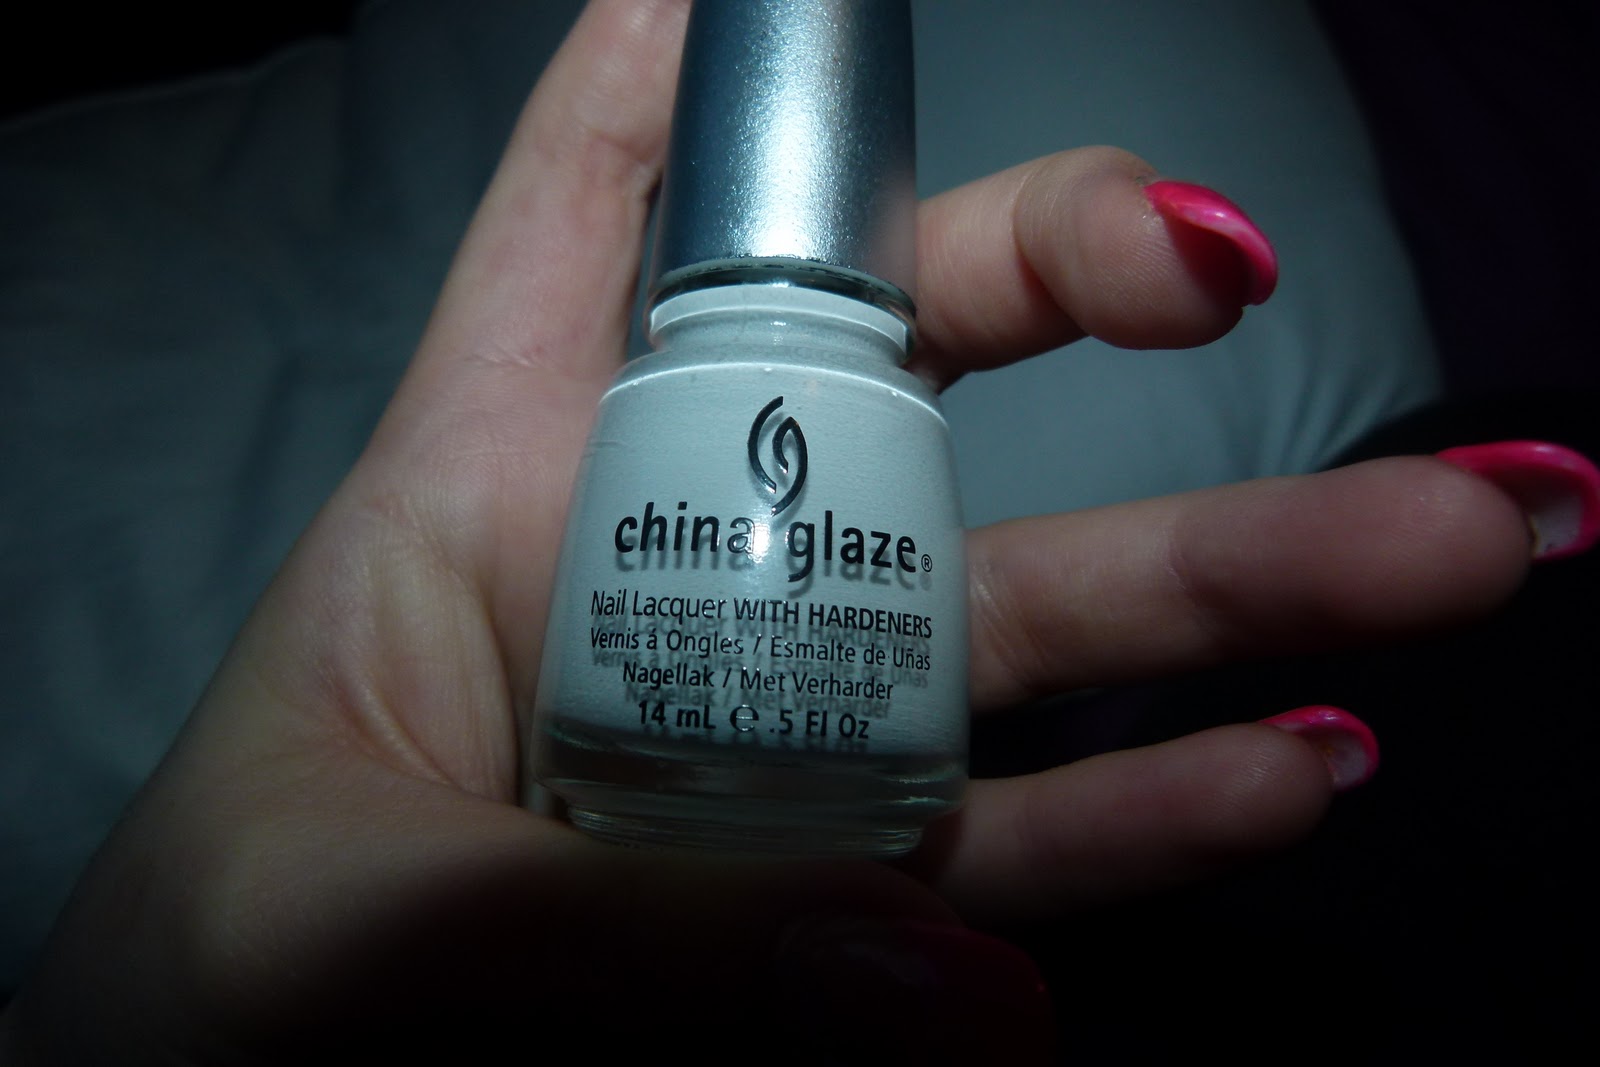 china glaze®
Nail Lacquer WITH HARDENERS
Vernis á Ongles / Esmalte de Uñas
Nagellak / Met Verharder
14 mL ℮ .5 Fl Oz